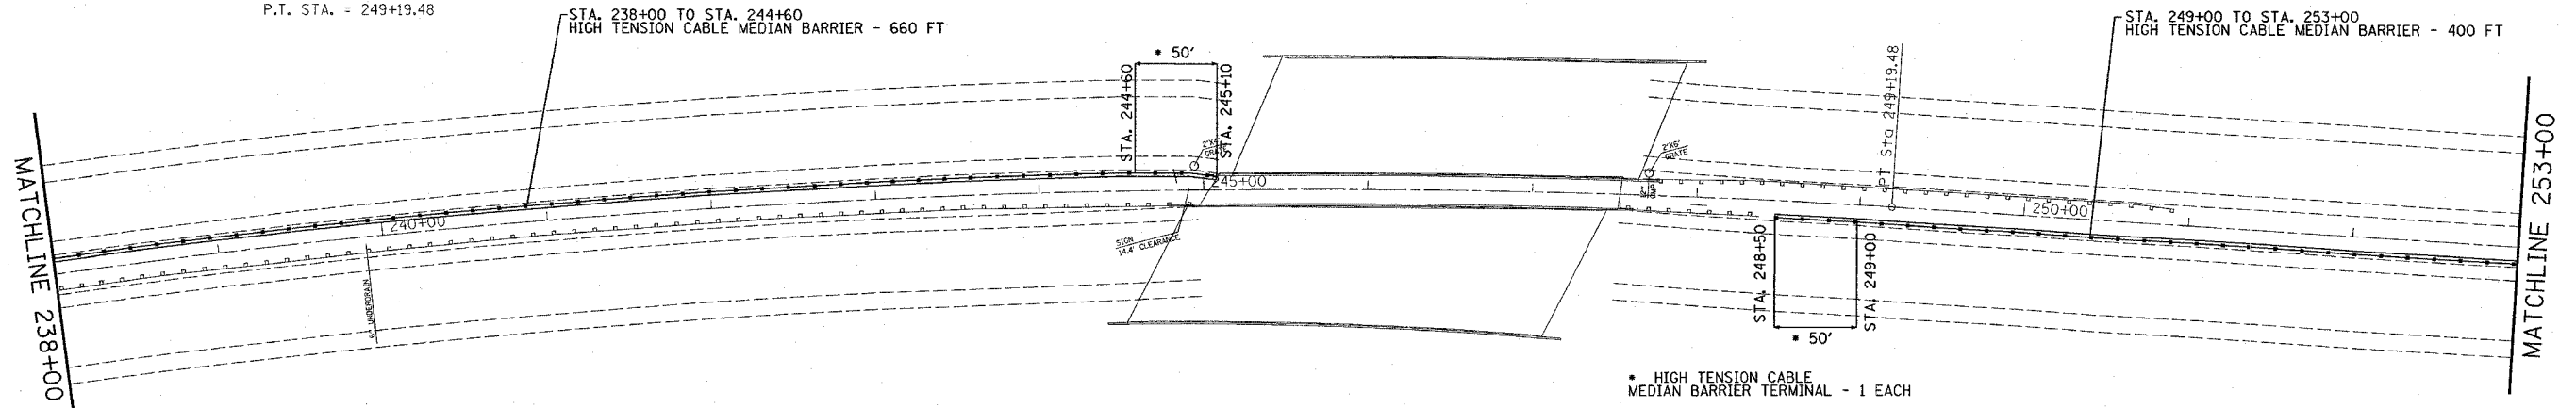 P.T. STA. = 249+19.48
STA. 238+00 TO STA. 244+60
HIGH TENSION CABLE MEDIAN BARRIER - 660 FT
STA. 249+00 TO STA. 253+00
HIGH TENSION CABLE MEDIAN BARRIER - 400 FT
* 50'
STA. 244+60
STA. 245+10
PT Sta 249+19.48
MATCHLINE 238+00
MATCHLINE 253+00
240+00
245+00
250+00
2'X6'
GRATE
SIGN
14.4' CLEARANCE
6" UNDERDRAIN
STA. 248+50
STA. 249+00
* 50'
* HIGH TENSION CABLE
MEDIAN BARRIER TERMINAL - 1 EACH